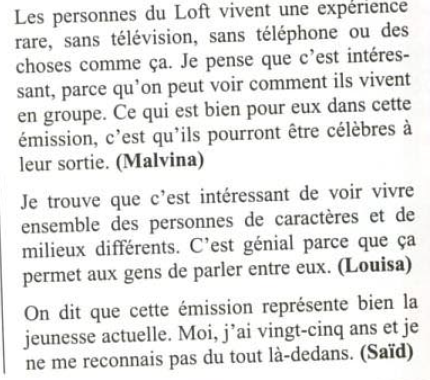 Les personnes du Loft vivent une expérience
rare, sans télévision, sans téléphone ou des
choses comme ça. Je pense que c'est intéres-
sant, parce qu'on peut voir comment ils vivent
en groupe. Ce qui est bien pour eux dans cette
émission, c'est qu'ils pourront être célèbres à
leur sortie. (Malvina)
Je trouve que c'est intéressant de voir vivre
ensemble des personnes de caractères et de
milieux différents. C'est génial parce que ça
permet aux gens de parler entre eux. (Louisa)
On dit que cette émission représente bien la
jeunesse actuelle. Moi, j'ai vingt-cinq ans et je
ne me reconnais pas du tout là-dedans. (Saïd)